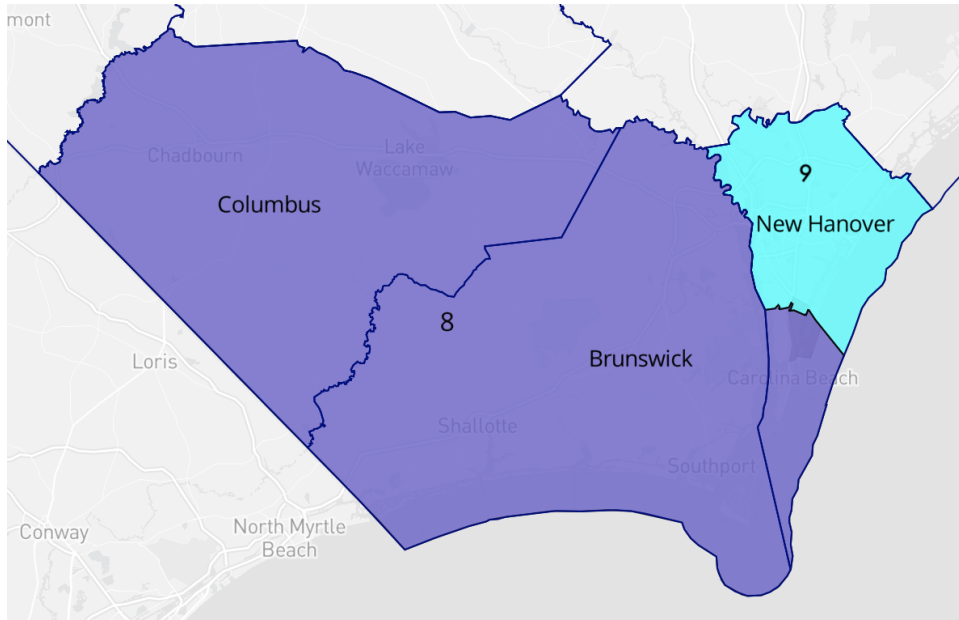 mont
Chadbourn
Lake
Waccamaw
9
Columbus
New Hanover
8
Loris
Brunswick
Carolina Beach
Shallotte
Southport
Conway
North Myrtle
Beach